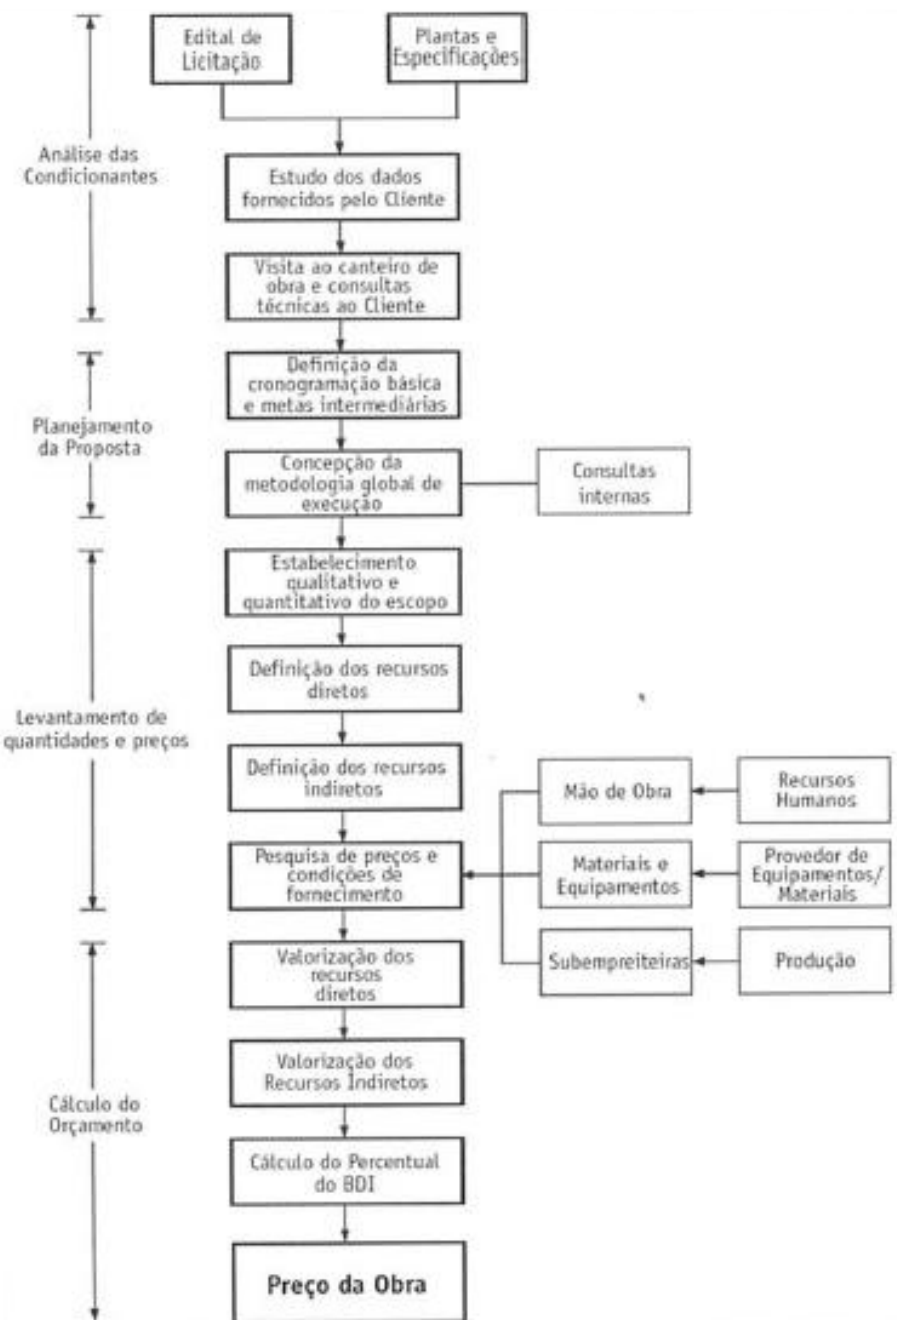 Edital de
Licitação
Plantas e
Especificações
Análise das
Condicionantes
Estudo dos dados
fornecidos pelo Cliente
Visita ao canteiro de
obra e consultas
técnicas ao Cliente
Planejamento
da Proposta
Definição da
cronogramação básica
e metas intermediárias
Concepção da
metodologia global de
execução
Consultas
internas
Levantamento de
quantidades e preços
Estabelecimento
qualitativo e
quantitativo do escopo
Definição dos recursos
diretos
Definição dos recursos
indiretos
Mão de Obra
Recursos
Humanos
Pesquisa de preços e
condições de
fornecimento
Materiais e
Equipamentos
Provedor de
Equipamentos/
Materiais
Subempreiteiras
Produção
Cálculo do
Orçamento
Valorização dos
recursos
diretos
Valorização dos
Recursos Indiretos
Cálculo do Percentual
do BDI
Preço da Obra